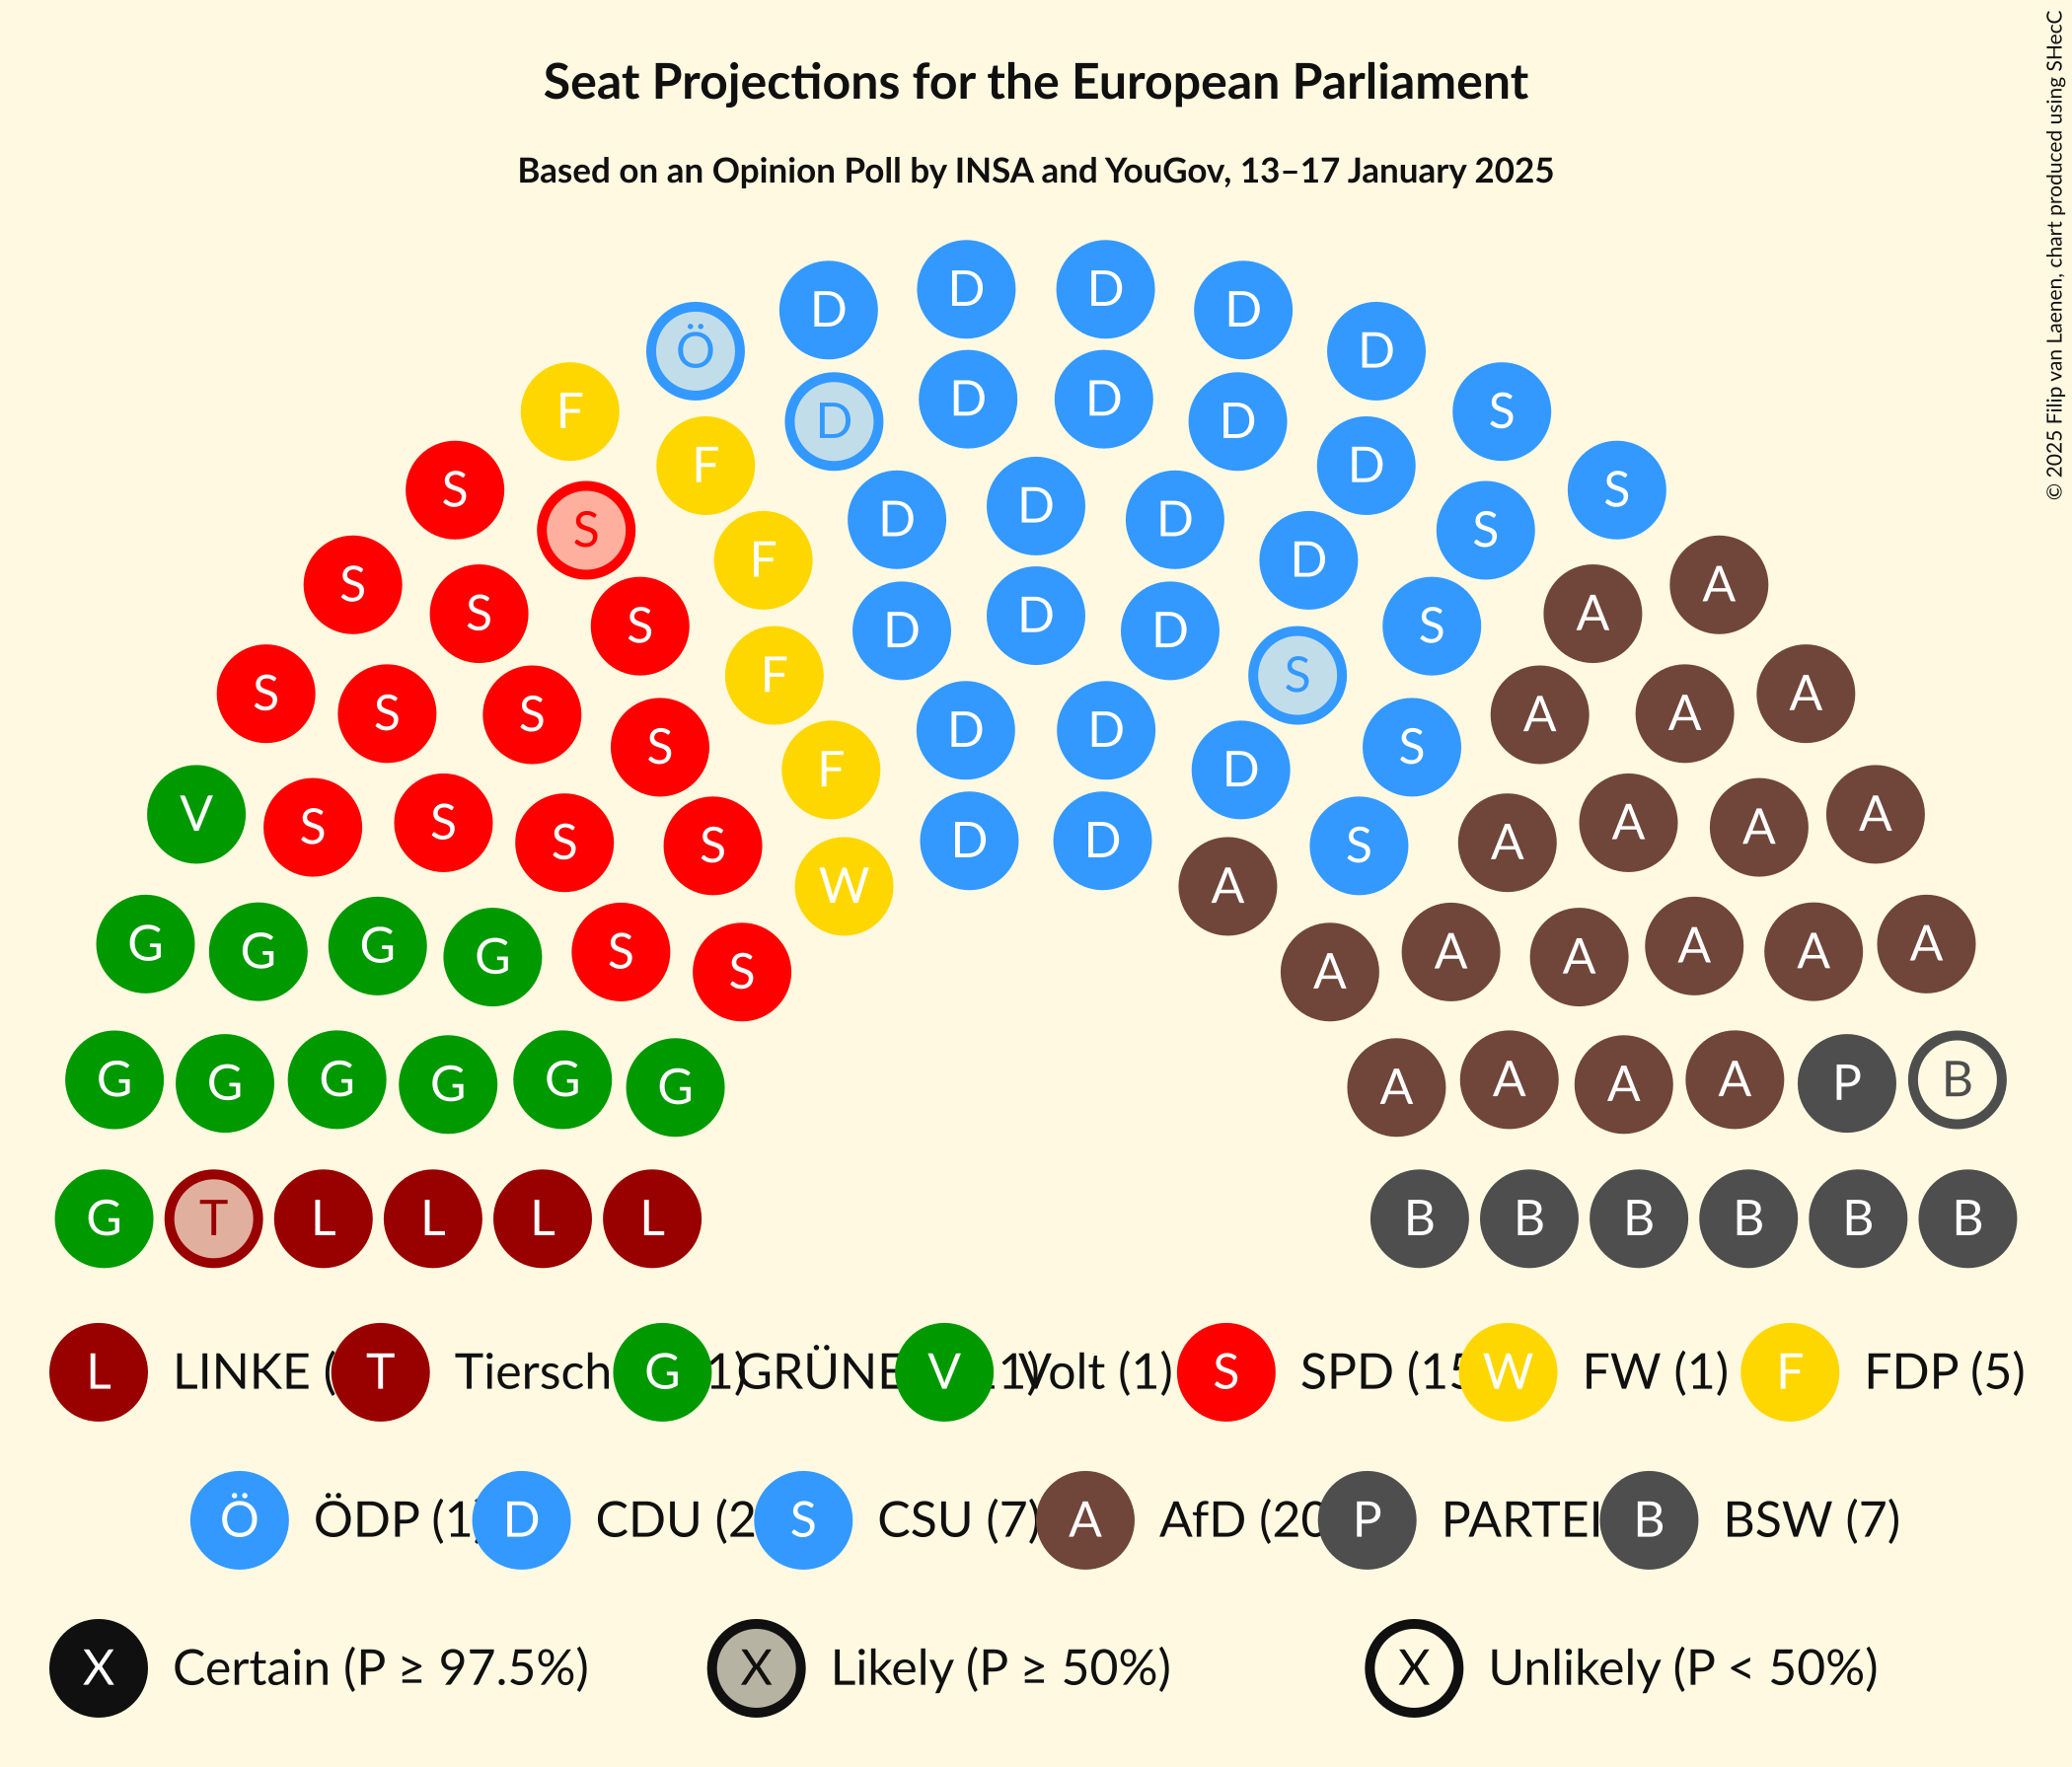 Seat Projections for the European Parliament
Based on an Opinion Poll by INSA and YouGov, 13–17 January 2025
© 2025 Filip van Laenen, chart produced using SHecC
D D D D
Ö D
F D D D D S
S S F D D D D S S
S S S F D D D D S A A
S S S S F F D D D S S A A A
V S S S S W D D A S A A A A
G G G G S S A A A A A A
G G G G G G A A A A P B
G T L L L L B B B B B B
L LINKE ( T Tiersch G 1) GRÜNE V 1) Volt (1) S SPD (15 W FW (1) F FDP (5)
Ö ÖDP (1) D CDU (2 S CSU (7) A AfD (20 P PARTEI B BSW (7)
X Certain (P ≥ 97.5%) X Likely (P ≥ 50%) X Unlikely (P < 50%)